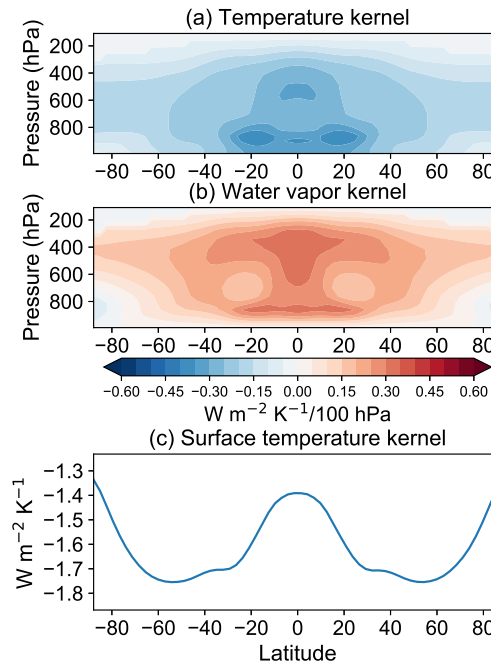 (a) Temperature kernel
Pressure (hPa)
200
400
600
800
−80 −60 −40 −20 0 20 40 60 80
(b) Water vapor kernel
Pressure (hPa)
200
400
600
800
−80 −60 −40 −20 0 20 40 60 80
−0.60 −0.45 −0.30 −0.15 0.00 0.15 0.30 0.45 0.60
W m−2 K−1/100 hPa
(c) Surface temperature kernel
W m−2 K−1
−1.3
−1.4
−1.5
−1.6
−1.7
−1.8
−80 −60 −40 −20 0 20 40 60 80
Latitude